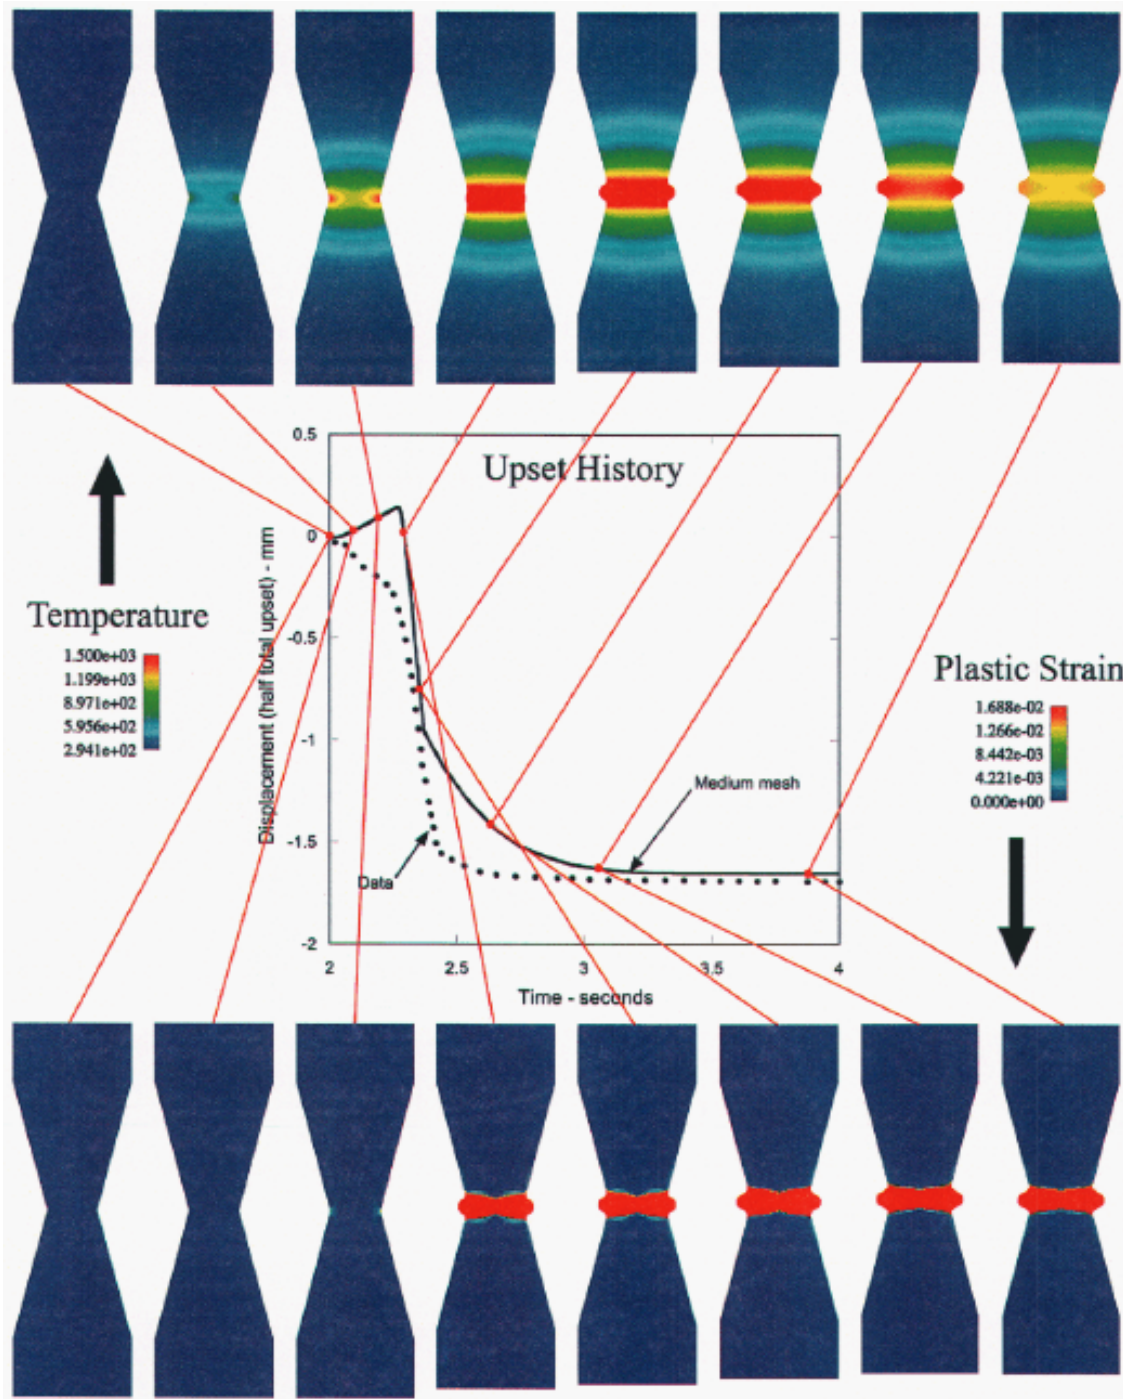 0.5
Upset History
0
-0.5
-1
-1.5
-2
Displacement (half total upset) - mm
Medium mesh
Data
2
2.5
3
3.5
4
Time - seconds
Temperature
1.500e+03
1.199e+03
8.971e+02
5.956e+02
2.941e+02
Plastic Strain
1.688e-02
1.266e-02
8.442e-03
4.221e-03
0.000e+00